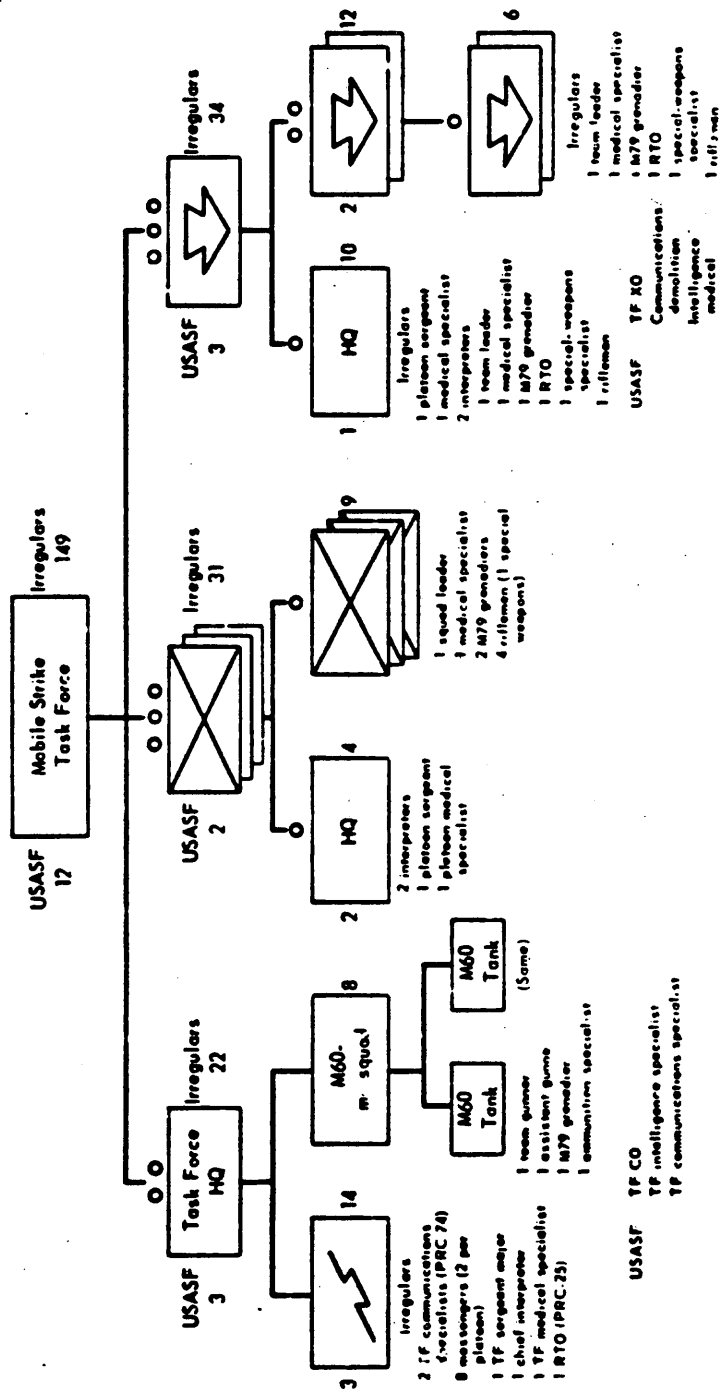 USASF
12
Mobile Strike
Task Force
Irregulars
149
USASF
3
Task Force
HQ
Irregulars
22
USASF
2
Irregulars
31
USASF
3
Irregulars
34
3
14
M60-
squad
8
2
HQ
4
9
1
HQ
10
2
12
6
Irregulars
2 TF communications
specialists (PRC 74)
8 messengers (2 per
platoon)
1 TF sergeant major
1 chief interpreter
1 TF medical specialist
1 RTO (PRC-25)
M60
Tank
M60
Tank
(Same)
1 team gunner
1 assistant gunne
1 M79 grenadier
1 ammunition specialist
2 interpreters
1 platoon sergeant
1 platoon medical
specialist
1 squad leader
1 medical specialist
2 M79 grenadiers
4 riflemen (1 special
weapons)
Irregulars
1 platoon sergeant
1 medical specialist
2 interpreters
1 team leader
1 medical specialist
1 M79 grenadier
1 RTO
1 special-weapons
specialist
1 rifleman
Irregulars
1 team leader
1 medical specialist
M79 grenadier
1 RTO
1 special-weapons
specialist
1 rifleman
USASF
TF CO
TF intelligence specialist
TF communications specialist
USASF
TF XO
Communications/
demolition
Intelligence
medical